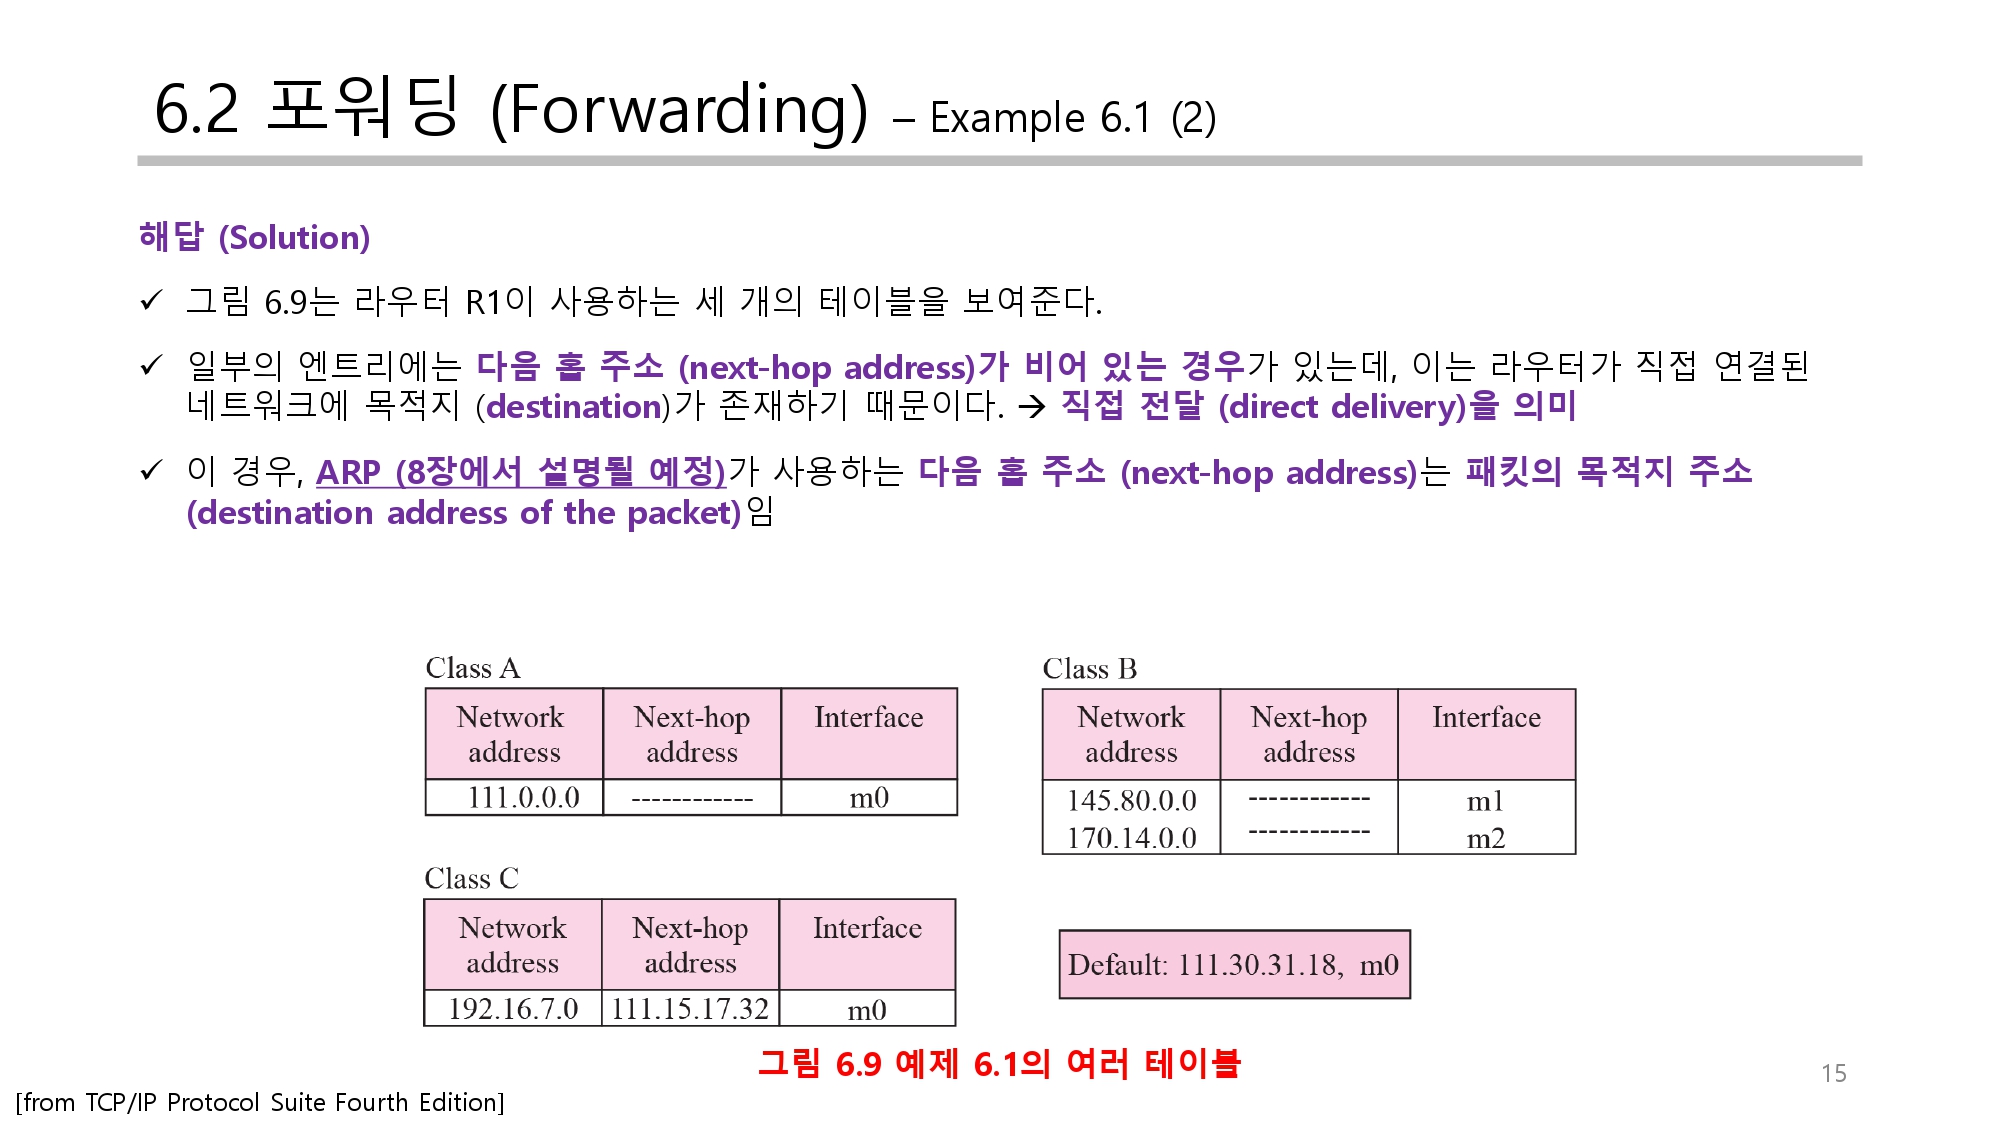 6.2 포워딩 (Forwarding) – Example 6.1 (2)
해답 (Solution)
✓ 그림 6.9는 라우터 R1이 사용하는 세 개의 테이블을 보여준다.
✓ 일부의 엔트리에는 다음 홉 주소 (next-hop address)가 비어 있는 경우가 있는데, 이는 라우터가 직접 연결된
네트워크에 목적지 (destination)가 존재하기 때문이다. → 직접 전달 (direct delivery)을 의미
✓ 이 경우, ARP (8장에서 설명될 예정)가 사용하는 다음 홉 주소 (next-hop address)는 패킷의 목적지 주소
(destination address of the packet)임
Class A
Network address Next-hop address Interface
111.0.0.0 ------------ m0
Class B
Network address Next-hop address Interface
145.80.0.0 ------------ m1
170.14.0.0 ------------ m2
Class C
Network address Next-hop address Interface
192.16.7.0 111.15.17.32 m0
Default: 111.30.31.18, m0
그림 6.9 예제 6.1의 여러 테이블
15
[from TCP/IP Protocol Suite Fourth Edition]